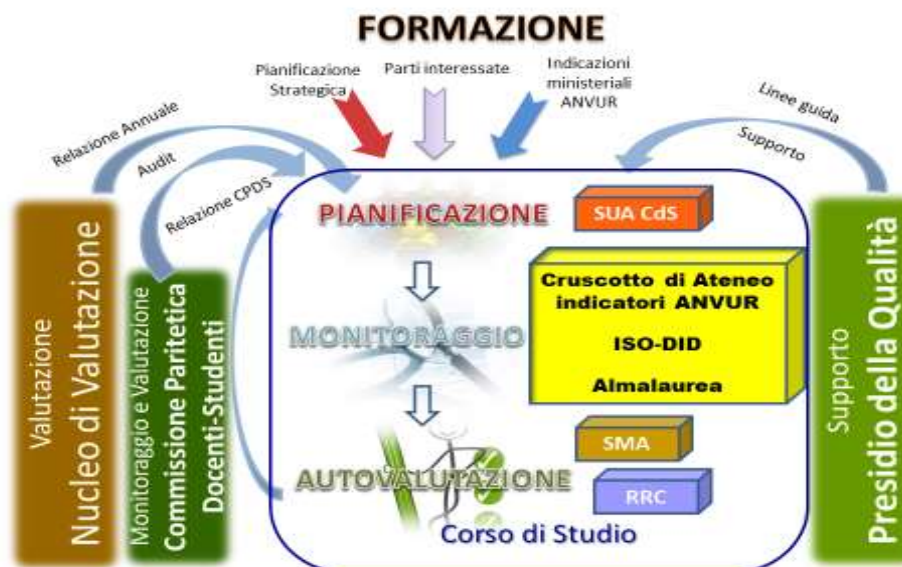 FORMAZIONE
Pianificazione
Strategica
Parti interessate
Indicazioni
ministeriali
ANVUR
Relazione Annuale
Audit
Relazione CPDS
Linee guida
Supporto
Valutazione
Nucleo di Valutazione
Monitoraggio e Valutazione
Commissione Paritetica
Docenti-Studenti
PIANIFICAZIONE
SUA CdS
MONITORAGGIO
Cruscotto di Ateneo
indicatori ANVUR
ISO-DID
Almalaurea
AUTOVALUTAZIONE
SMA
RRC
Corso di Studio
Supporto
Presidio della Qualità